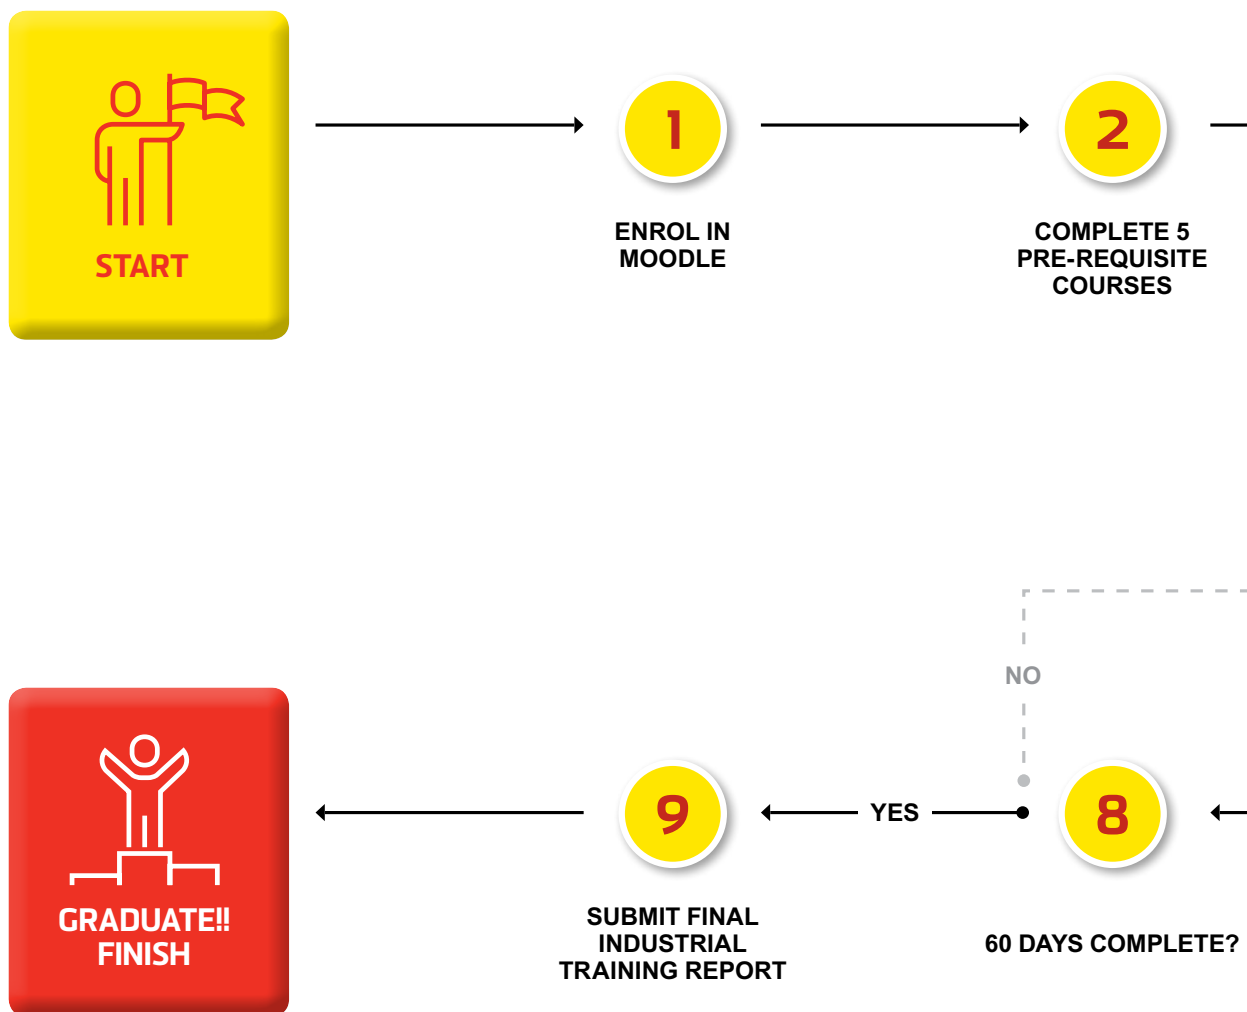 START
1
ENROL IN
MOODLE
2
COMPLETE 5
PRE-REQUISITE
COURSES
NO
GRADUATE!!
FINISH
9
SUBMIT FINAL
INDUSTRIAL
TRAINING REPORT
YES
8
60 DAYS COMPLETE?